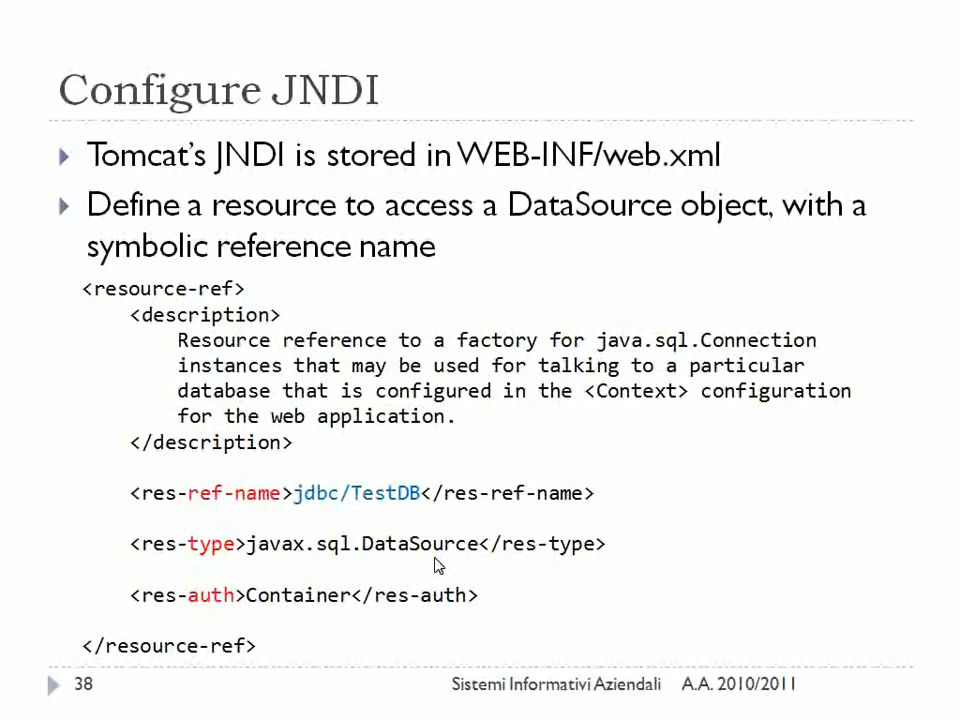 Configure JNDI
Tomcat's JNDI is stored in WEB-INF/web.xml
Define a resource to access a DataSource object, with a
symbolic reference name
<resource-ref>
<description>
Resource reference to a factory for java.sql.Connection
instances that may be used for talking to a particular
database that is configured in the <Context> configuration
for the web application.
</description>
<res-ref-name>jdbc/TestDB</res-ref-name>
<res-type>javax.sql.DataSource</res-type>
<res-auth>Container</res-auth>
</resource-ref>
38 Sistemi Informativi Aziendali A.A. 2010/2011